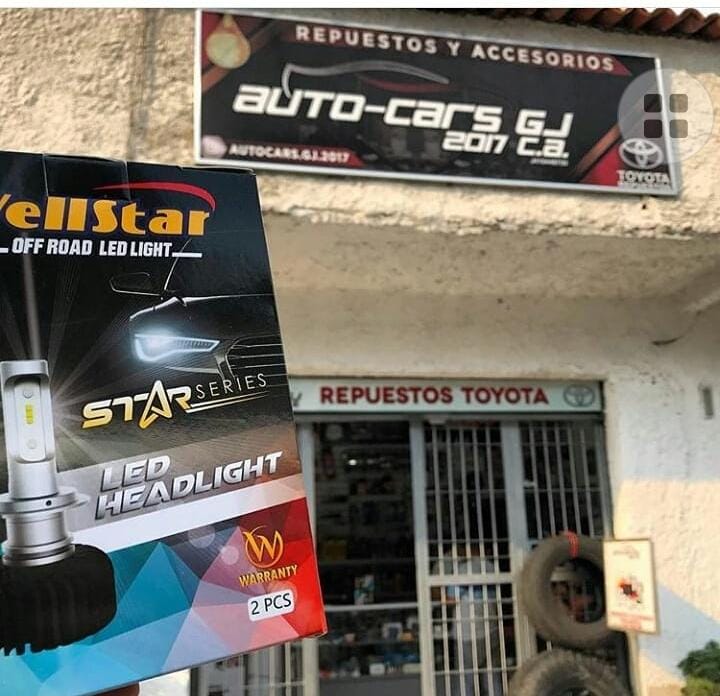 REPUESTOS Y ACCESORIOS
AUTO-CARS GJ
2017 C.A.
AUTOCARS.GJ.2017
TOYOTA
ellStar
OFF ROAD LED LIGHT
STAR SERIES
LED
HEADLIGHT
WARRANTY
2 PCS
REPUESTOS TOYOTA